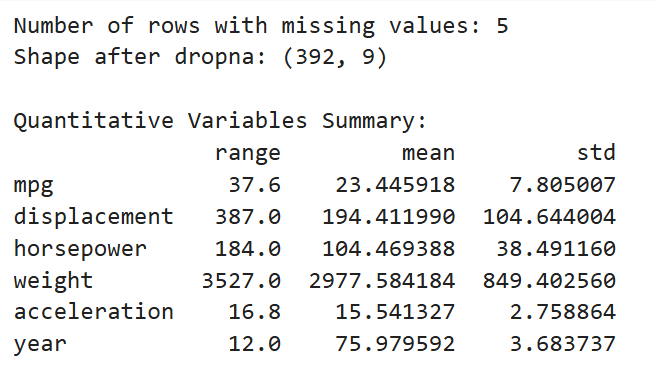 Number of rows with missing values: 5
Shape after dropna: (392, 9)
Quantitative Variables Summary:
range mean std
mpg 37.6 23.445918 7.805007
displacement 387.0 194.411990 104.644004
horsepower 184.0 104.469388 38.491160
weight 3527.0 2977.584184 849.402560
acceleration 16.8 15.541327 2.758864
year 12.0 75.979592 3.683737